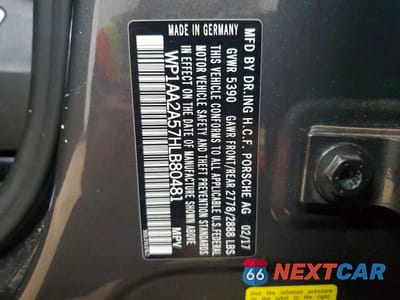 MFD BY DR.ING H.C.F. PORSCHE AG 02/17
GVWR 5390 GAWR FRONT/REAR 2778/2888 LBS
THIS VEHICLE CONFORMS TO ALL APPLICABLE U.S.FEDERAL
MOTOR VEHICLE SAFETY AND THEFT PREVENTION STANDARDS
IN EFFECT ON THE DATE OF MANUFACTURE SHOWN ABOVE
WP1AA2A57HLB80481 MPV
MADE IN GERMANY
Use the
66 NEXTCAR